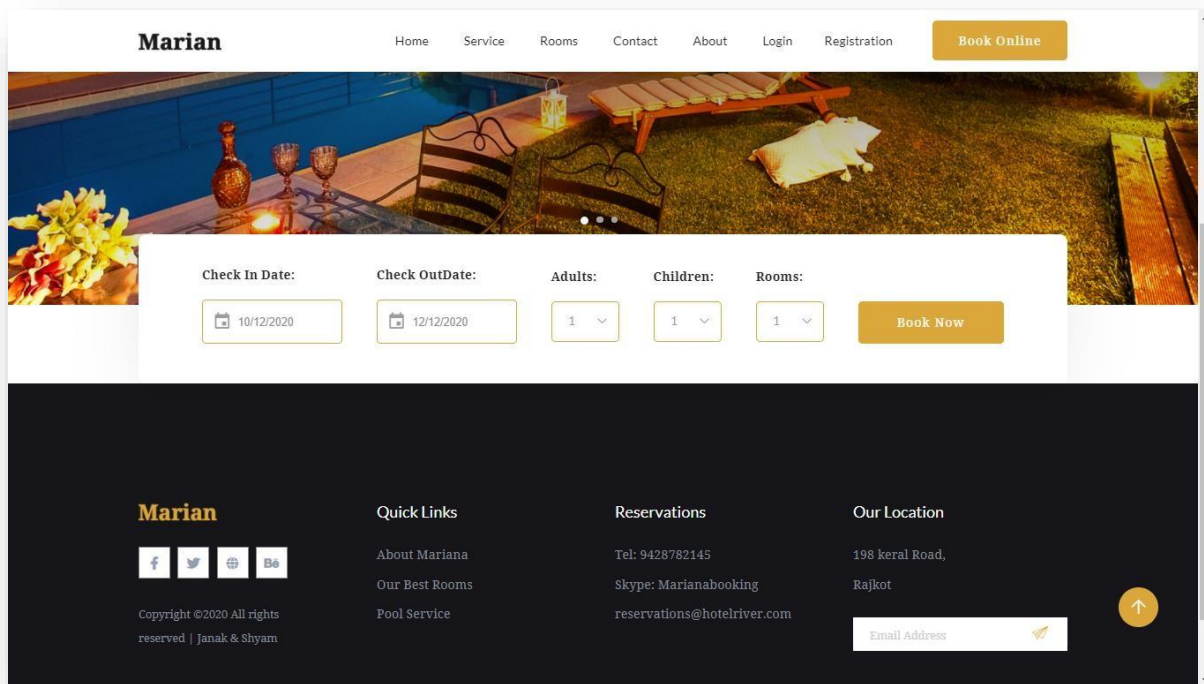 Marian
Home Service Rooms Contact About Login Registration Book Online
Check In Date: Check OutDate: Adults: Children: Rooms:
10/12/2020 12/12/2020 1 1 1 Book Now
Marian
f Bē
Copyright ©2020 All rights
reserved | Janak & Shyam
Quick Links
About Mariana
Our Best Rooms
Pool Service
Reservations
Tel: 9428782145
Skype: Marianabooking
reservations@hotelriver.com
Our Location
198 keral Road,
Rajkot
Email Address